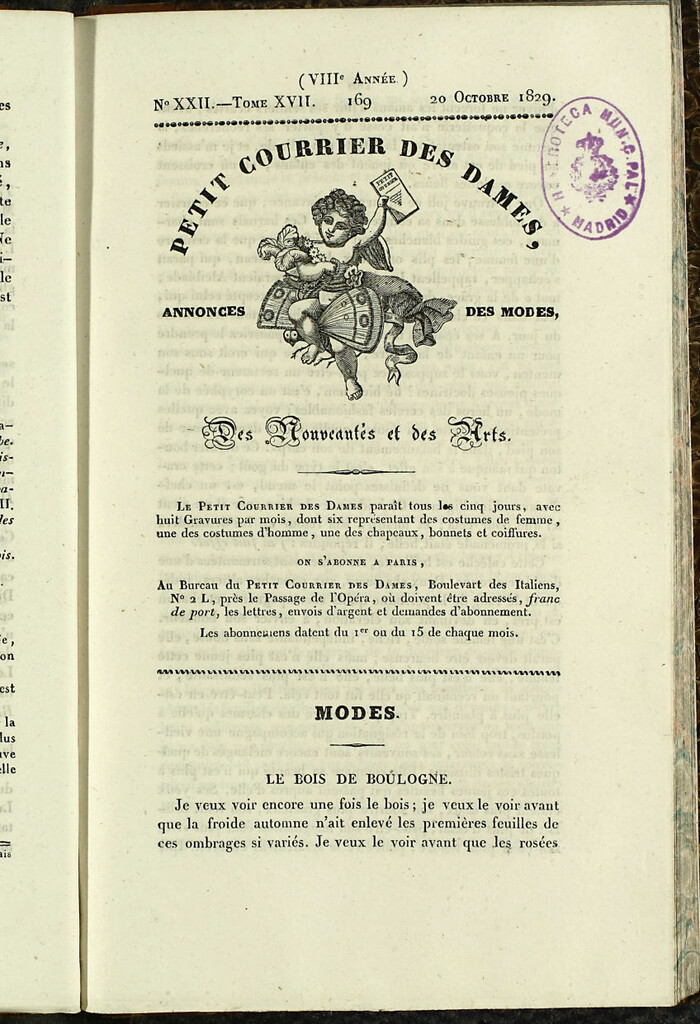 (VIIIe Année.)
No XXII.—Tome XVII. 169 20 Octobre 1829.
PETIT COURRIER DES DAMES,
PETIT COURRIER
HEMEROTECA MUNICIPAL
★ MADRID ★
ANNONCES DES MODES,
Des Nouveautés et des Arts.
Le Petit Courrier des Dames paraît tous les cinq jours, avec
huit Gravures par mois, dont six représentant des costumes de femme,
une des costumes d'homme, une des chapeaux, bonnets et coiffures.
ON S'ABONNE A PARIS,
Au Bureau du Petit Courrier des Dames, Boulevart des Italiens,
No 2 L, près le Passage de l'Opéra, où doivent être adressés, franc
de port, les lettres, envois d'argent et demandes d'abonnement.
Les abonnemens datent du 1er ou du 15 de chaque mois.
MODES.
LE BOIS DE BOULOGNE.
Je veux voir encore une fois le bois; je veux le voir avant
que la froide automne n'ait enlevé les premières feuilles de
ces ombrages si variés. Je veux le voir avant que les rosées